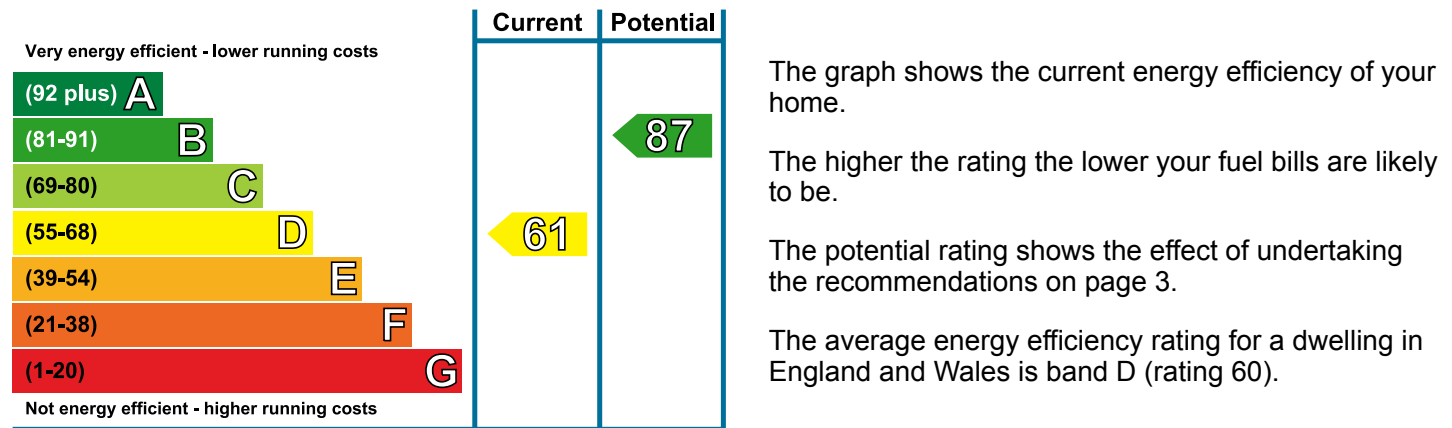 Current Potential
Very energy efficient - lower running costs
(92 plus) A
(81-91) B
87
(69-80) C
(55-68) D
61
(39-54) E
(21-38) F
(1-20) G
Not energy efficient - higher running costs
The graph shows the current energy efficiency of your
home.
The higher the rating the lower your fuel bills are likely
to be.
The potential rating shows the effect of undertaking
the recommendations on page 3.
The average energy efficiency rating for a dwelling in
England and Wales is band D (rating 60).